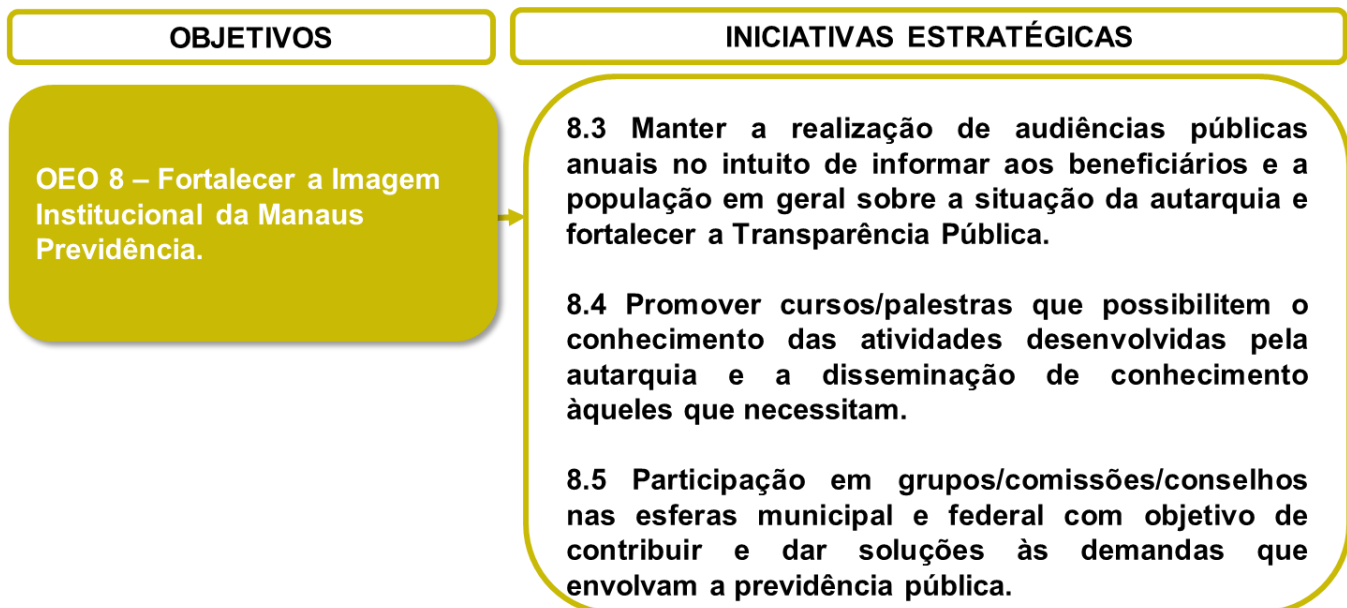 OBJETIVOS
INICIATIVAS ESTRATÉGICAS
OEO 8 – Fortalecer a Imagem
Institucional da Manaus
Previdência.
8.3 Manter a realização de audiências públicas
anuais no intuito de informar aos beneficiários e a
população em geral sobre a situação da autarquia e
fortalecer a Transparência Pública.
8.4 Promover cursos/palestras que possibilitem o
conhecimento das atividades desenvolvidas pela
autarquia e a disseminação de conhecimento
àqueles que necessitam.
8.5 Participação em grupos/comissões/conselhos
nas esferas municipal e federal com objetivo de
contribuir e dar soluções às demandas que
envolvam a previdência pública.